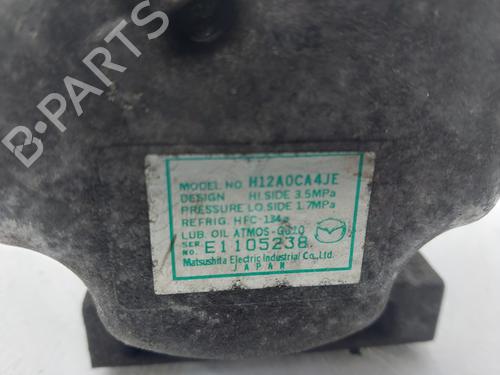 MODEL NO. H12A0CA4JE
DESIGN HI.SIDE 3.5MPa
PRESSURE LO.SIDE 1.7MPa
REFRIG. HFC-134a
LUB. OIL ATMOS-GU10
SER. NO. E1105238
Matsushita Electric Industrial Co.,Ltd.
JAPAN
B-PARTS